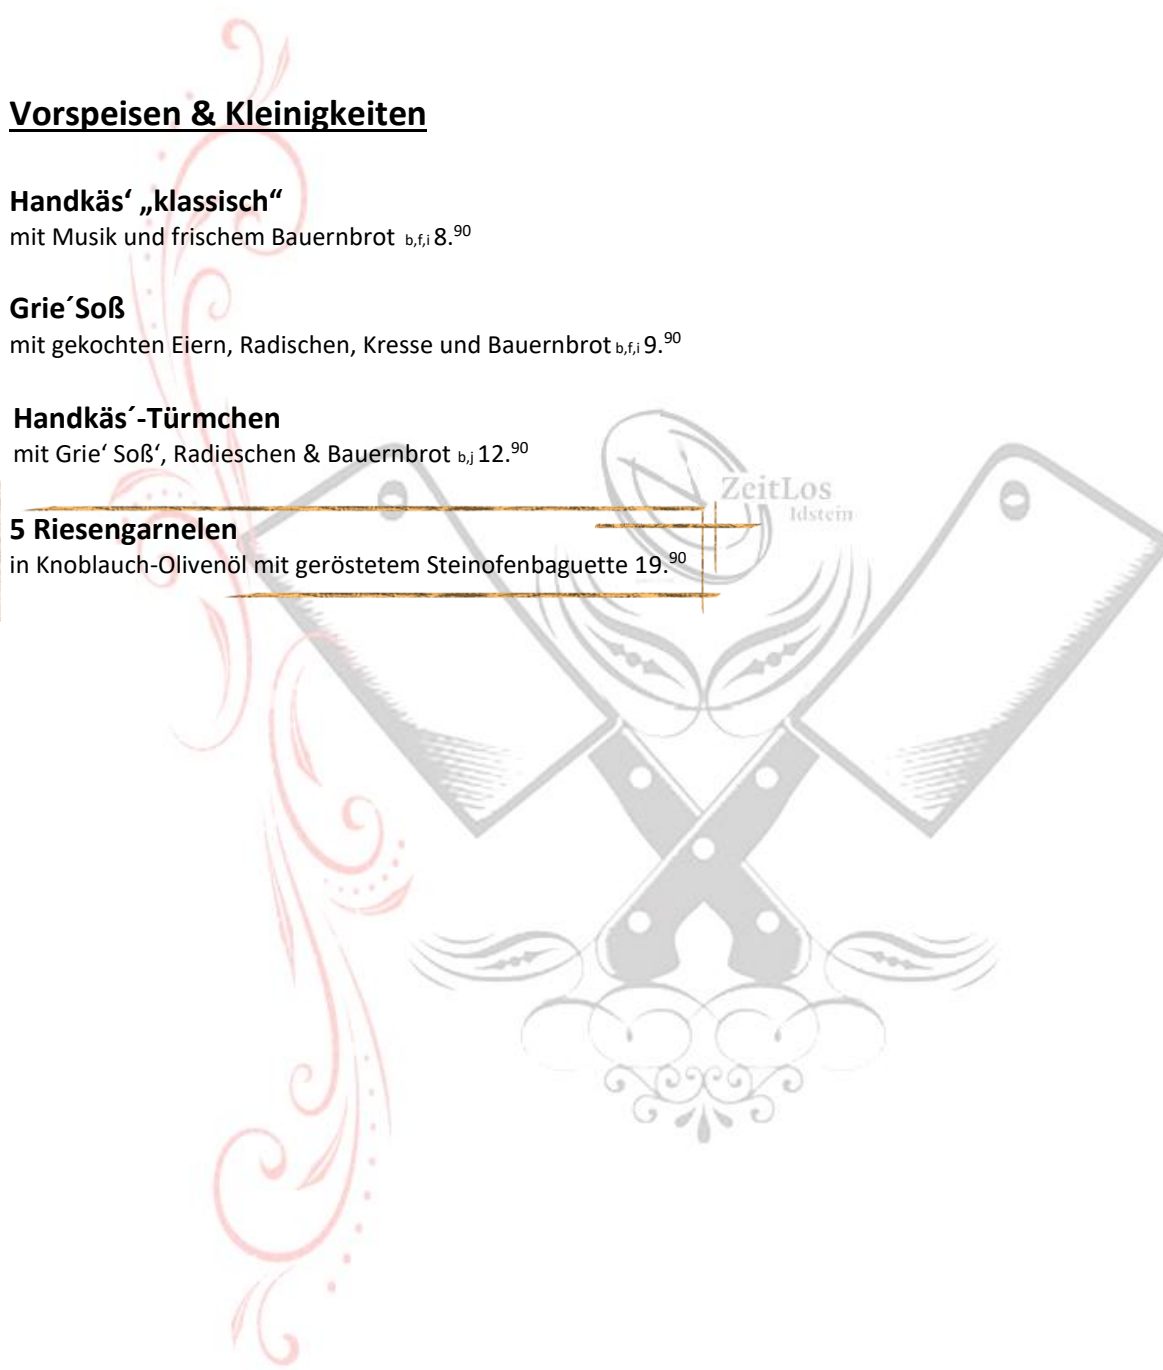 Vorspeisen & Kleinigkeiten
Handkäs‘ „klassisch“
mit Musik und frischem Bauernbrot b,f,i 8.90
Grie´Soß
mit gekochten Eiern, Radischen, Kresse und Bauernbrot b,f,i 9.90
Handkäs´-Türmchen
mit Grie‘ Soß‘, Radieschen & Bauernbrot b,j 12.90
ZeitLos
Idstein
5 Riesengarnelen
in Knoblauch-Olivenöl mit geröstetem Steinofenbaguette 19.90